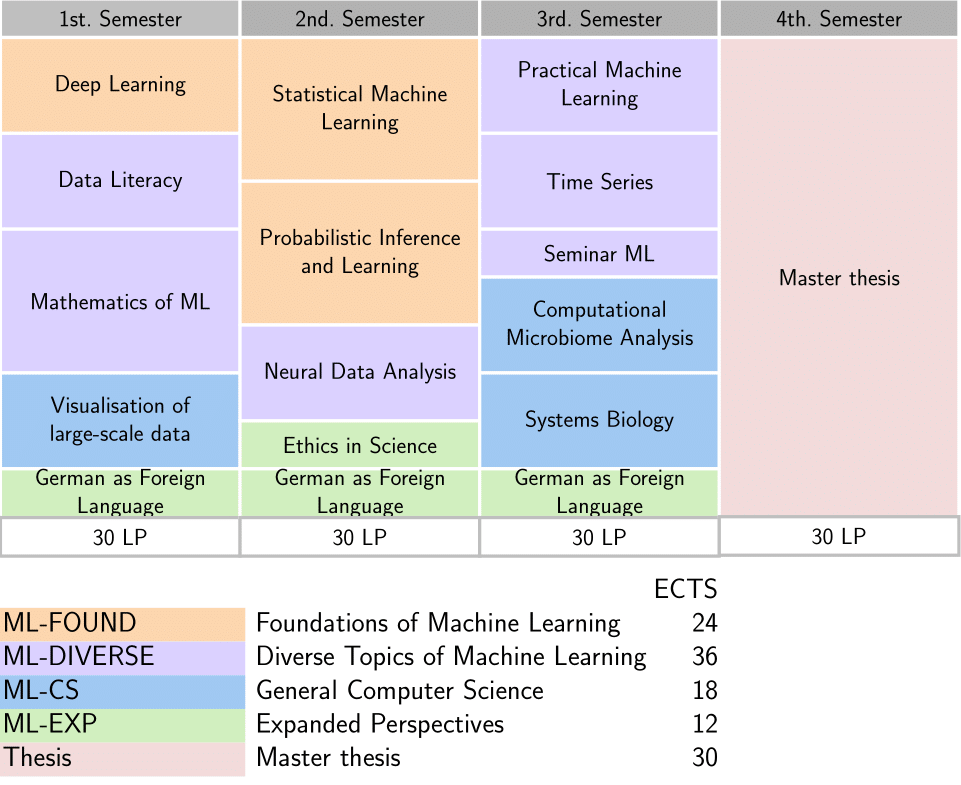 1st. Semester
2nd. Semester
3rd. Semester
4th. Semester
Deep Learning
Data Literacy
Mathematics of ML
Visualisation of
large-scale data
German as Foreign
Language
30 LP
Statistical Machine
Learning
Probabilistic Inference
and Learning
Neural Data Analysis
Ethics in Science
German as Foreign
Language
30 LP
Practical Machine
Learning
Time Series
Seminar ML
Computational
Microbiome Analysis
Systems Biology
German as Foreign
Language
30 LP
Master thesis
30 LP
ECTS
ML-FOUND Foundations of Machine Learning 24
ML-DIVERSE Diverse Topics of Machine Learning 36
ML-CS General Computer Science 18
ML-EXP Expanded Perspectives 12
Thesis Master thesis 30